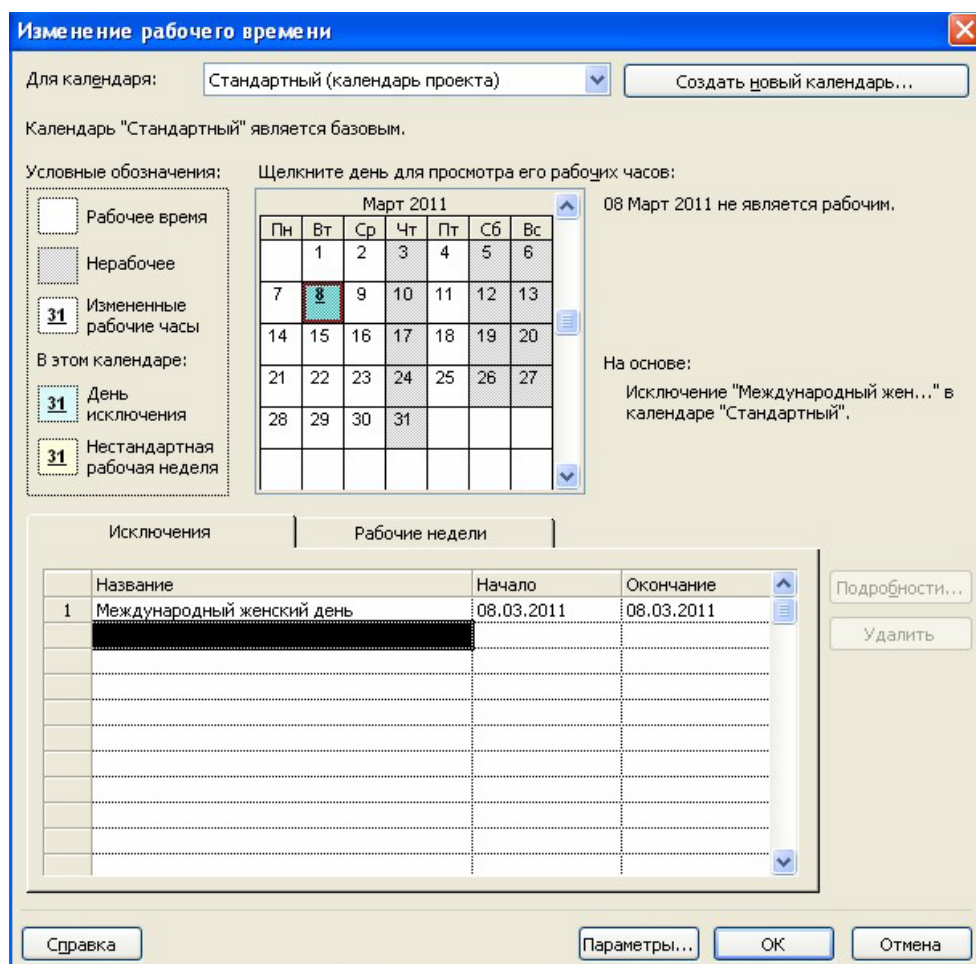 Изменение рабочего времени
Для календаря: Стандартный (календарь проекта) Создать новый календарь...
Календарь "Стандартный" является базовым.
Условные обозначения:
Рабочее время
Нерабочее
31 Измененные
рабочие часы
В этом календаре:
31 День
исключения
31 Нестандартная
рабочая неделя
Щелкните день для просмотра его рабочих часов:
Март 2011
Пн Вт Ср Чт Пт Сб Вс
1 2 3 4 5 6
7 8 9 10 11 12 13
14 15 16 17 18 19 20
21 22 23 24 25 26 27
28 29 30 31
08 Март 2011 не является рабочим.
На основе:
Исключение "Международный жен..." в
календаре "Стандартный".
Исключения Рабочие недели
Название Начало Окончание
1 Международный женский день 08.03.2011 08.03.2011
Подробности...
Удалить
Справка Параметры... ОК Отмена